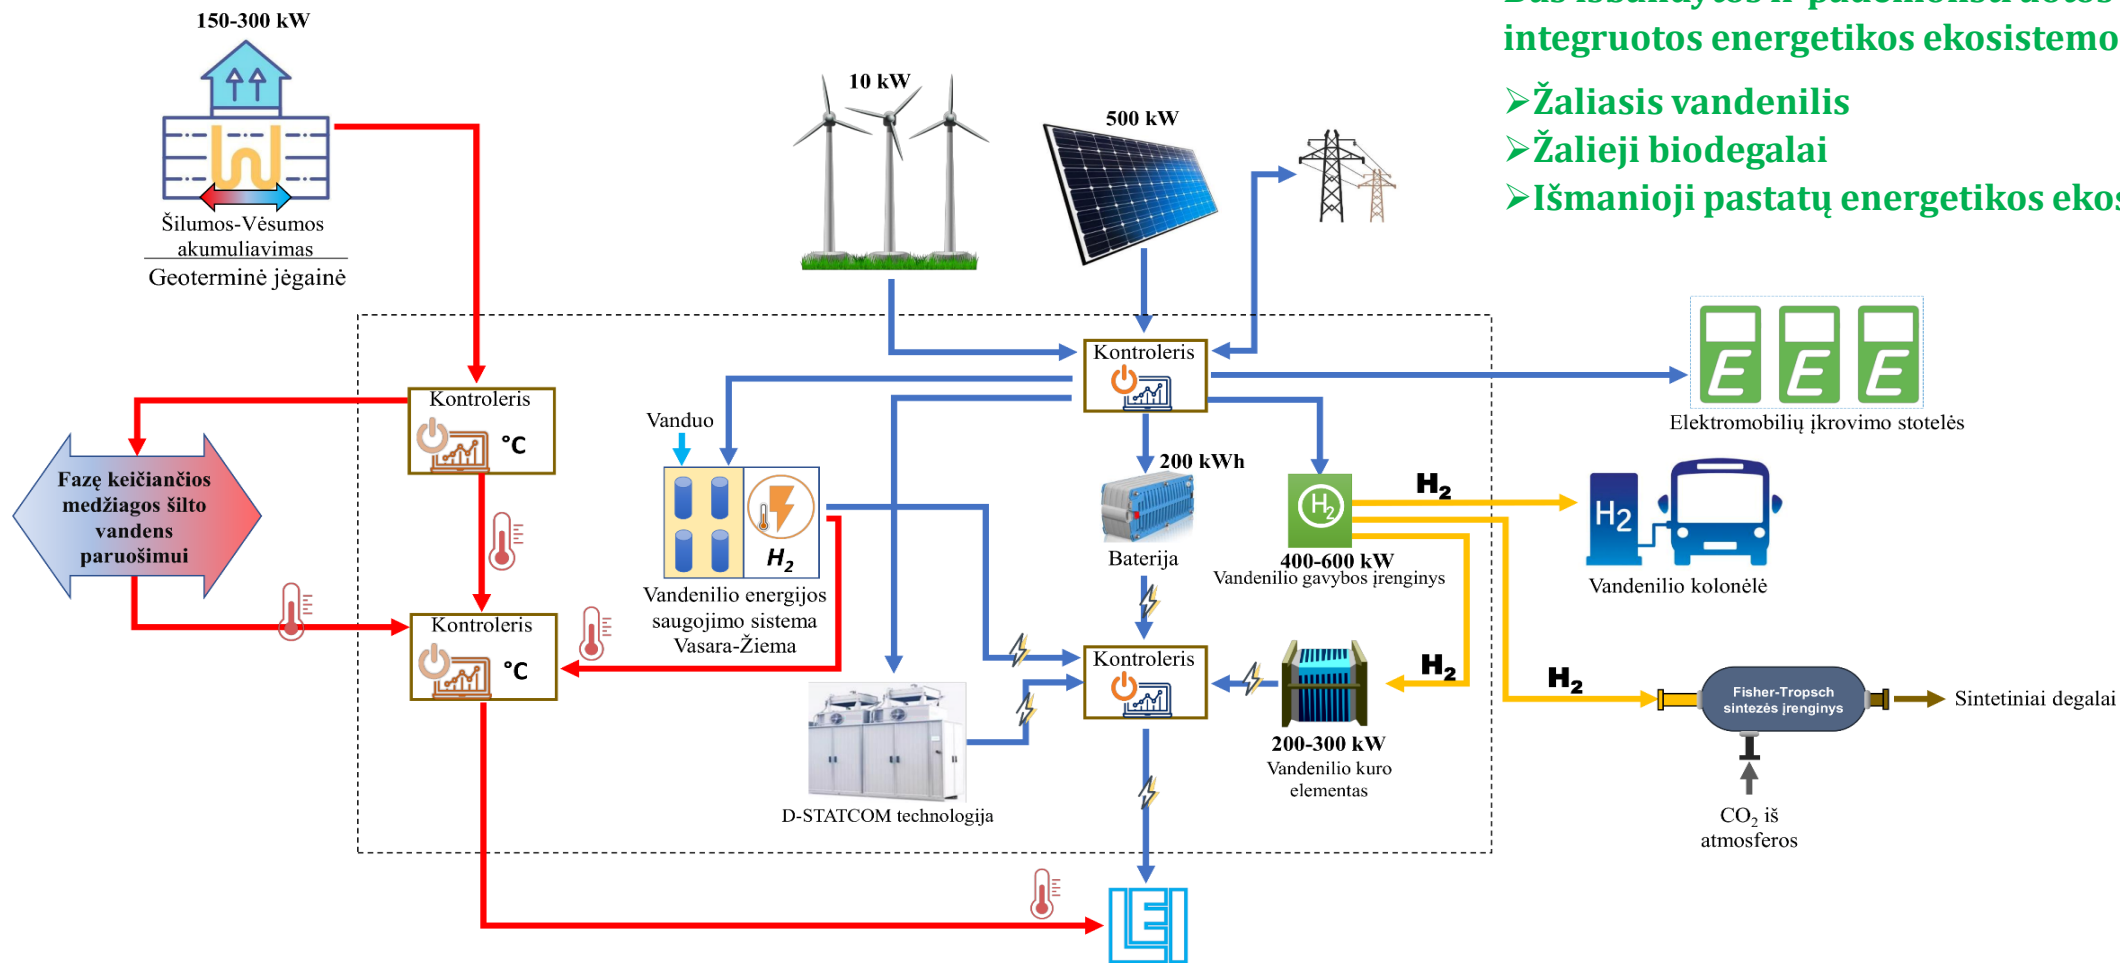 150-300 kW
Šilumos-Vėsumos
akumuliavimas
Geoterminė jėgainė
10 kW
500 kW
integruotos energetikos ekosistemo
➢Žaliasis vandenilis
➢Žalieji biodegalai
➢Išmanioji pastatų energetikos ekos
Kontroleris
Kontroleris
°C
Fazę keičiančios
medžiagos šilto
vandens
paruošimui
Kontroleris
°C
Vanduo
H2
Vandenilio energijos
saugojimo sistema
Vasara-Žiema
200 kWh
Baterija
H2
400-600 kW
Vandenilio gavybos įrenginys
E E E
Elektromobilių įkrovimo stotelės
H2
H2
Vandenilio kolonėlė
Kontroleris
H2
H2
200-300 kW
Vandenilio kuro
elementas
D-STATCOM technologija
Fisher-Tropsch
sintezės įrenginys
Sintetiniai degalai
CO2 iš
atmosferos
LEI